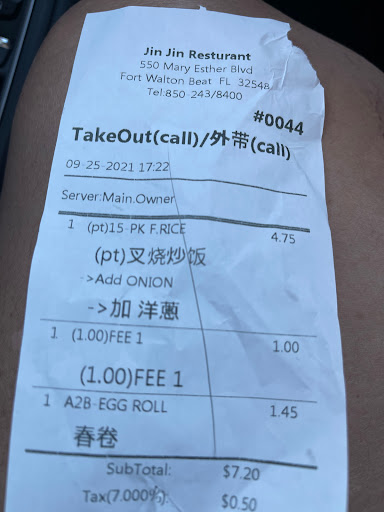 Jin Jin Resturant
550 Mary Esther Blvd
Fort Walton Beat FL 32548
Tel:850-243/8400
#0044
TakeOut(call)/外带(call)
09-25-2021 17:22
Server:Main.Owner
1 (pt)15-PK F.RICE 4.75
(pt)叉烧炒饭
->Add ONION
->加 洋蔥
1 (1.00)FEE 1 1.00
(1.00)FEE 1
1 A2B-EGG ROLL 1.45
春卷
SubTotal: $7.20
Tax(7.000%): $0.50